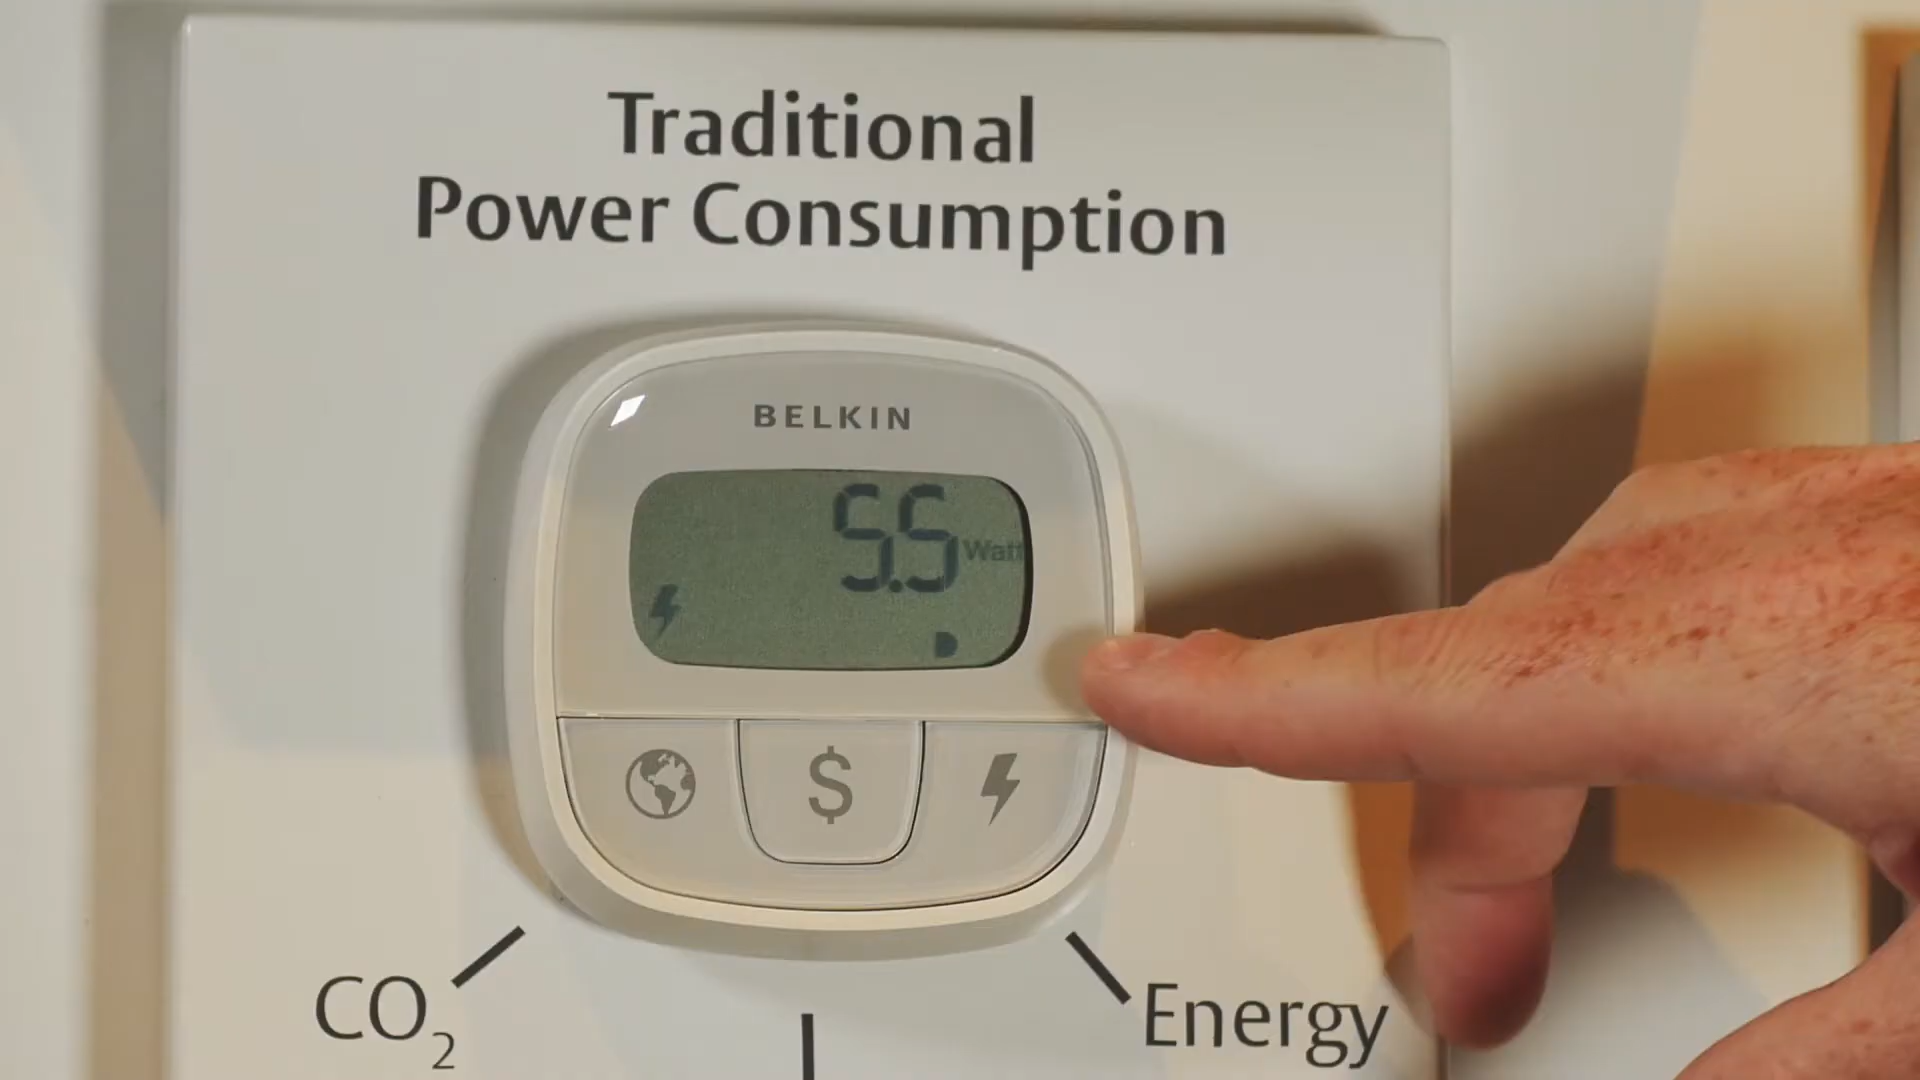 Traditional
Power Consumption
BELKIN
5.5 Watt
$
CO₂
Energy